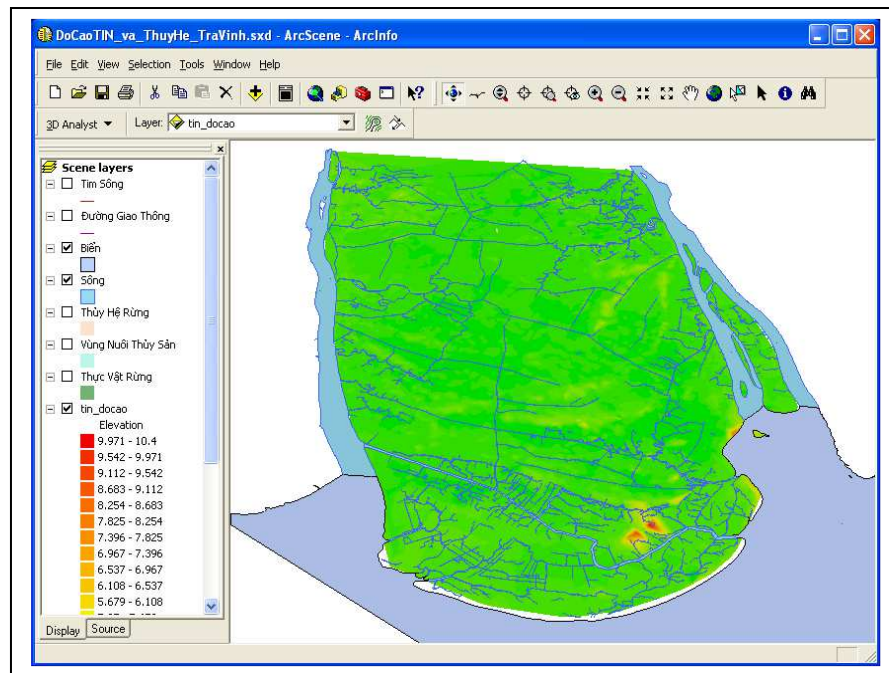 DoCaoTIN_va_ThuyHe_TraVinh.sxd - ArcScene - ArcInfo
File Edit View Selection Tools Window Help
3D Analyst Layer: tin_docao
Scene layers
Tim Sông
Đường Giao Thông
Biển
Sông
Thủy Hệ Rừng
Vùng Nuôi Thủy Sản
Thực Vật Rừng
tin_docao
Elevation
9.971 - 10.4
9.542 - 9.971
9.112 - 9.542
8.683 - 9.112
8.254 - 8.683
7.825 - 8.254
7.396 - 7.825
6.967 - 7.396
6.537 - 6.967
6.108 - 6.537
5.679 - 6.108
Display Source